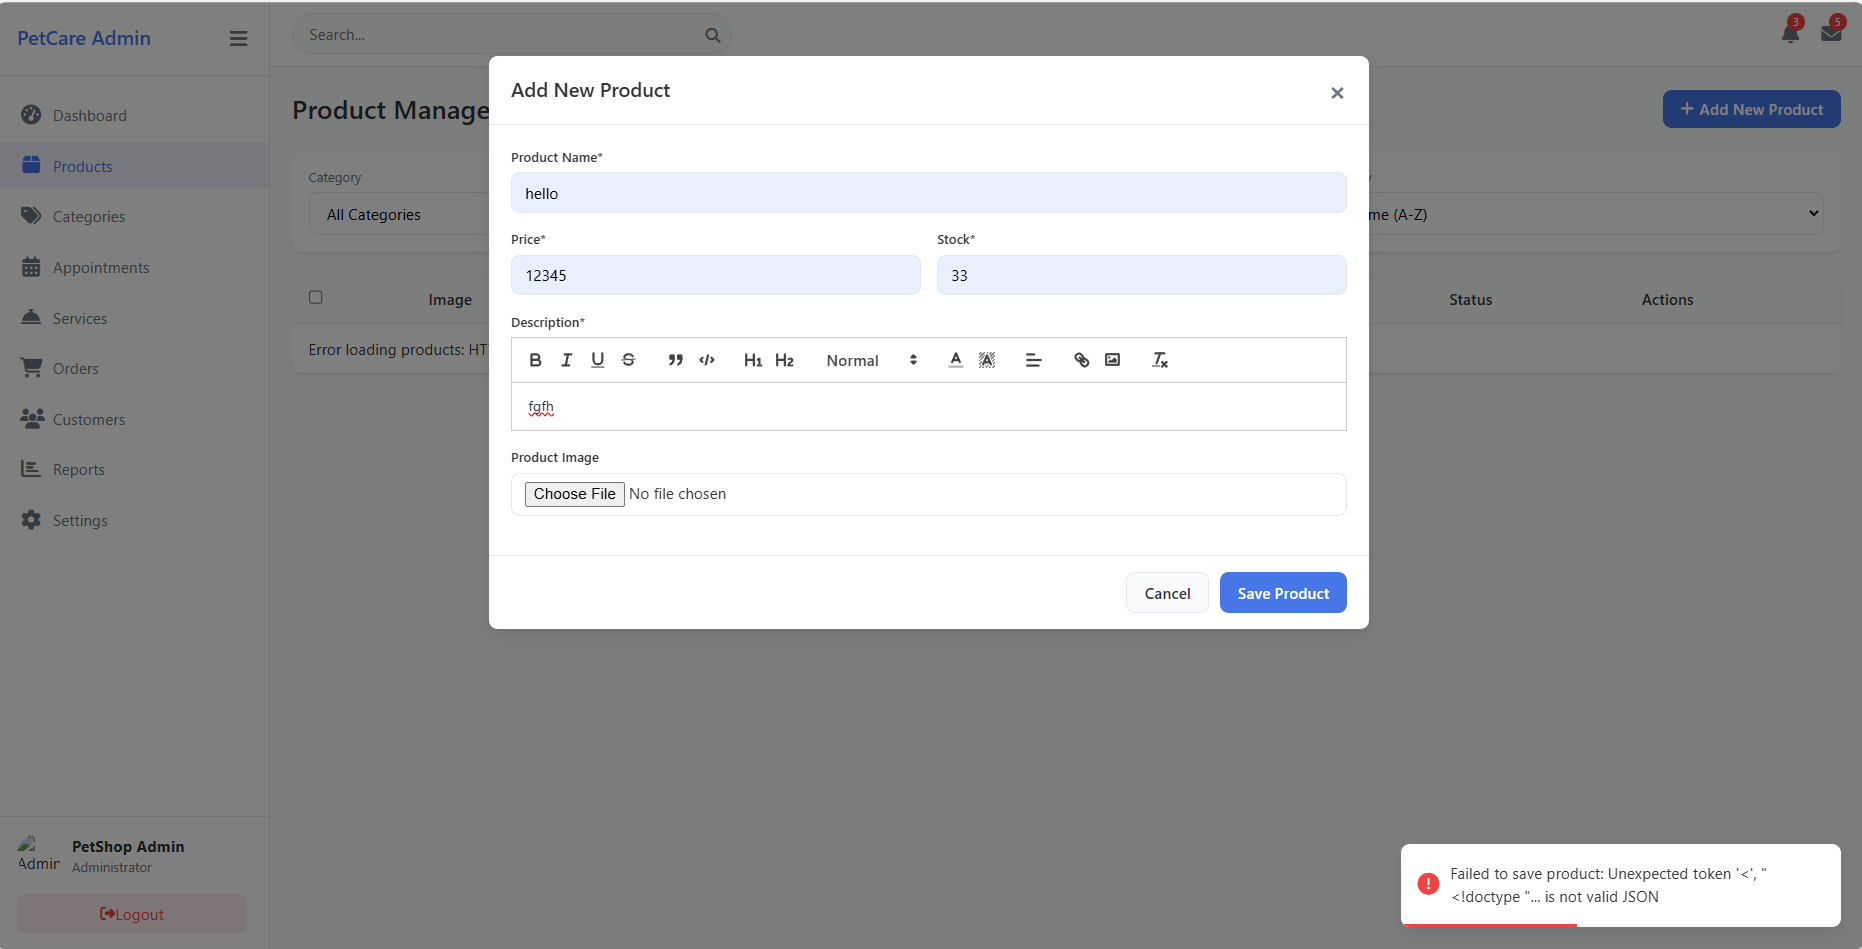 PetCare Admin
Search...
3
5
Dashboard
Products
Categories
Appointments
Services
Orders
Customers
Reports
Settings
Product Manage
+ Add New Product
Category
All Categories
me (A-Z)
Image
Status
Actions
Error loading products: HT
Add New Product
×
Product Name*
hello
Price*
Stock*
12345
33
Description*
B I U S ❞ </> H1 H2 Normal A A
fgfh
Product Image
Choose File No file chosen
Cancel
Save Product
Admin
PetShop Admin
Administrator
Logout
! Failed to save product: Unexpected token '<', "
<!doctype "... is not valid JSON